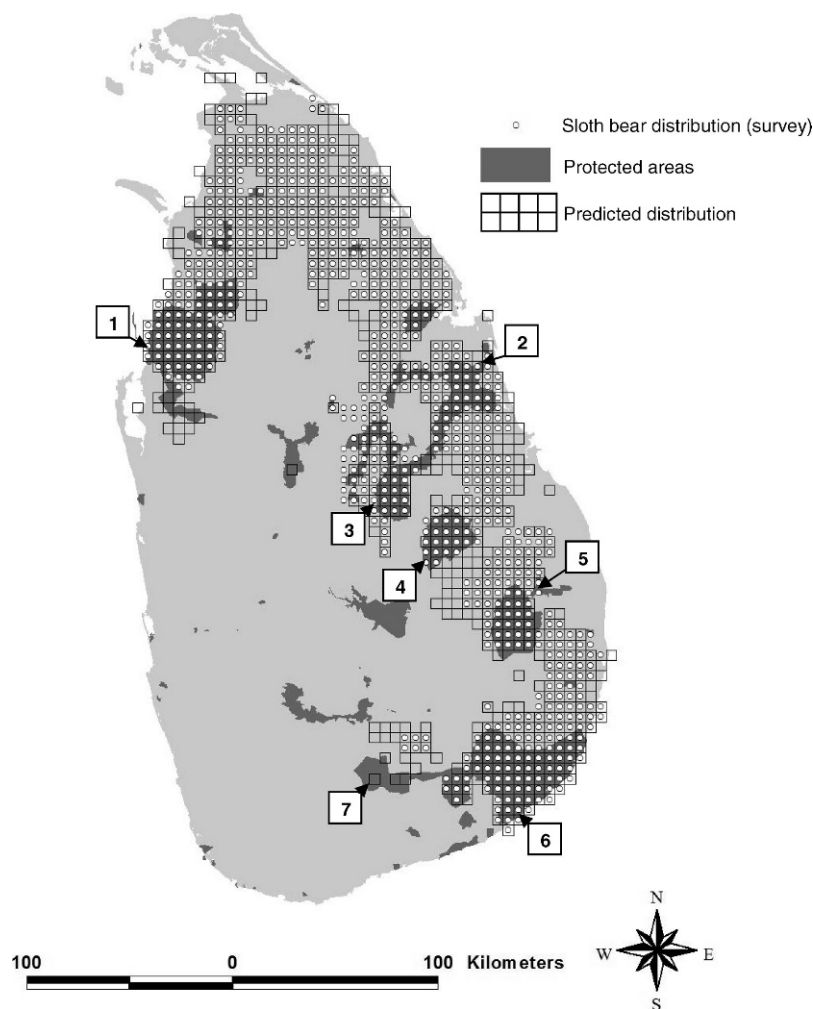 Sloth bear distribution (survey)
Protected areas
Predicted distribution
1
2
3
4
5
6
7
N
W E
S
100 0 100 Kilometers